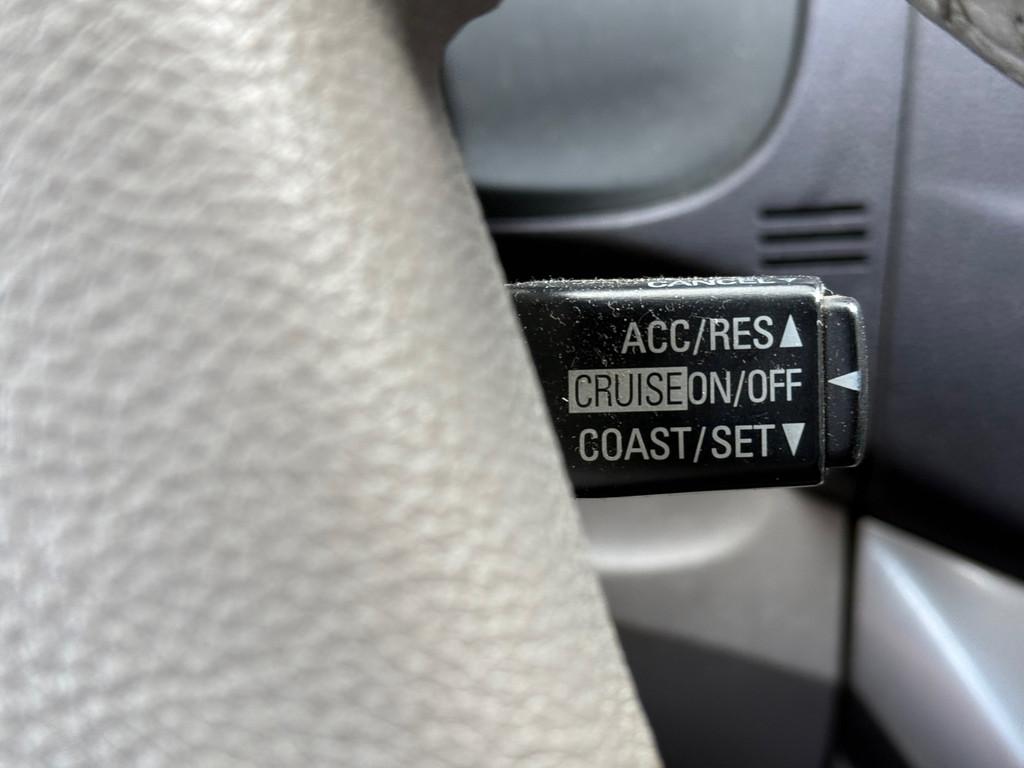 CANCEL
ACC/RES▲
CRUISE ON/OFF
COAST/SET▼